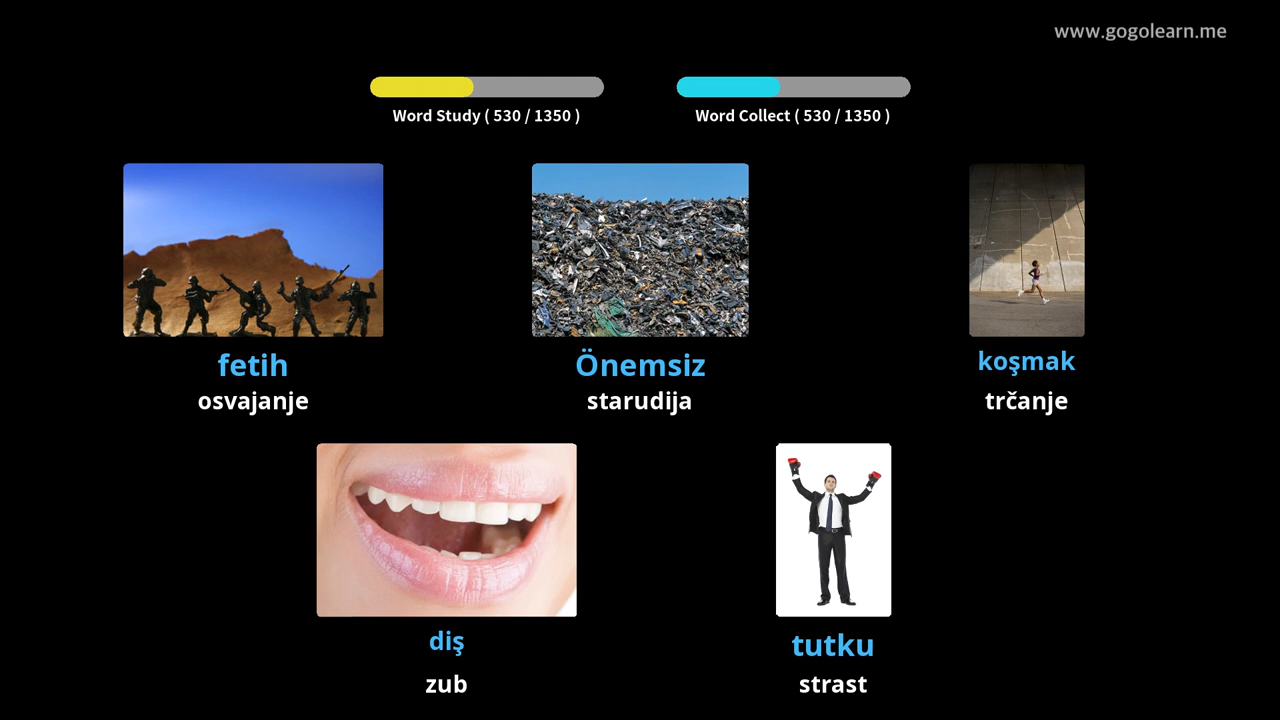 www.gogolearn.me
Word Study ( 530 / 1350 )
Word Collect ( 530 / 1350 )
fetih
osvajanje
Önemsiz
starudija
koşmak
trčanje
diş
zub
tutku
strast